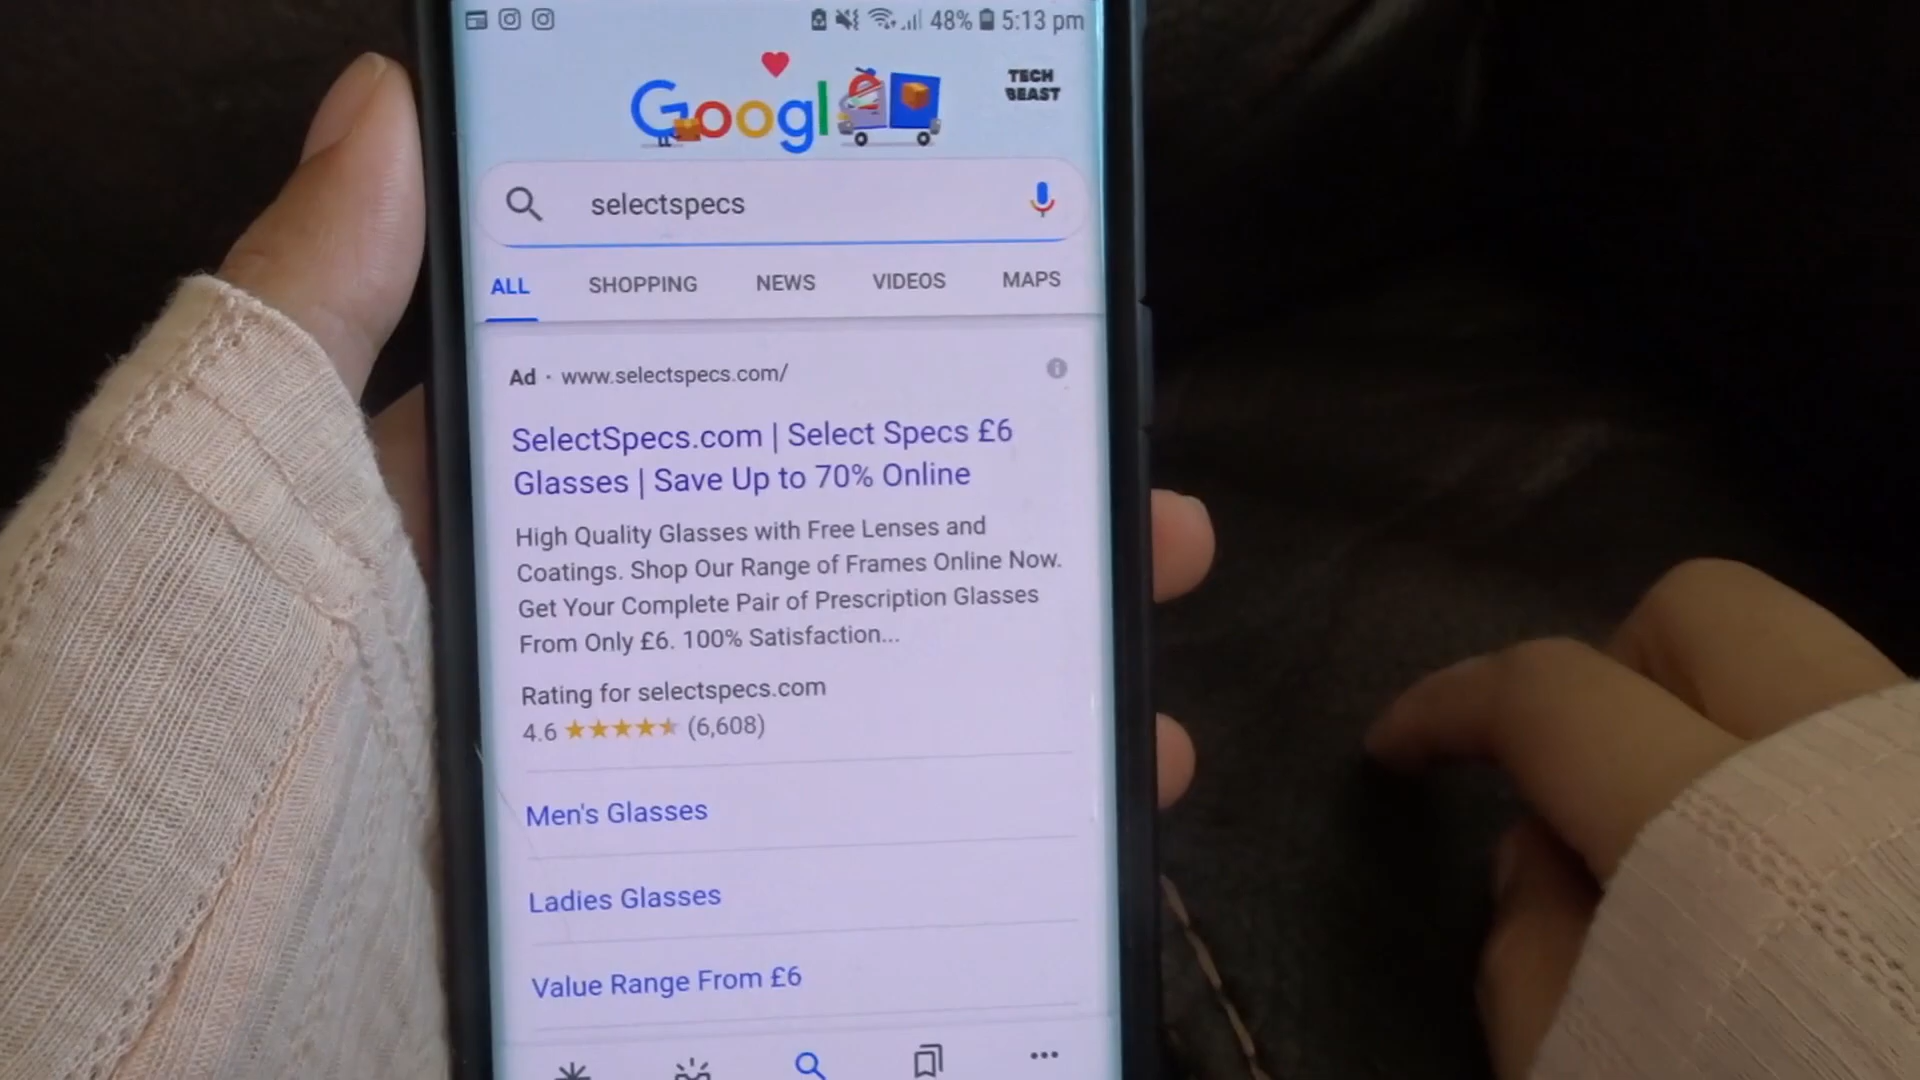 48% 5:13 pm
Google
TECH
BEAST
selectspecs
ALL SHOPPING NEWS VIDEOS MAPS
Ad · www.selectspecs.com/
SelectSpecs.com | Select Specs £6
Glasses | Save Up to 70% Online
High Quality Glasses with Free Lenses and
Coatings. Shop Our Range of Frames Online Now.
Get Your Complete Pair of Prescription Glasses
From Only £6. 100% Satisfaction...
Rating for selectspecs.com
4.6 (6,608)
Men's Glasses
Ladies Glasses
Value Range From £6